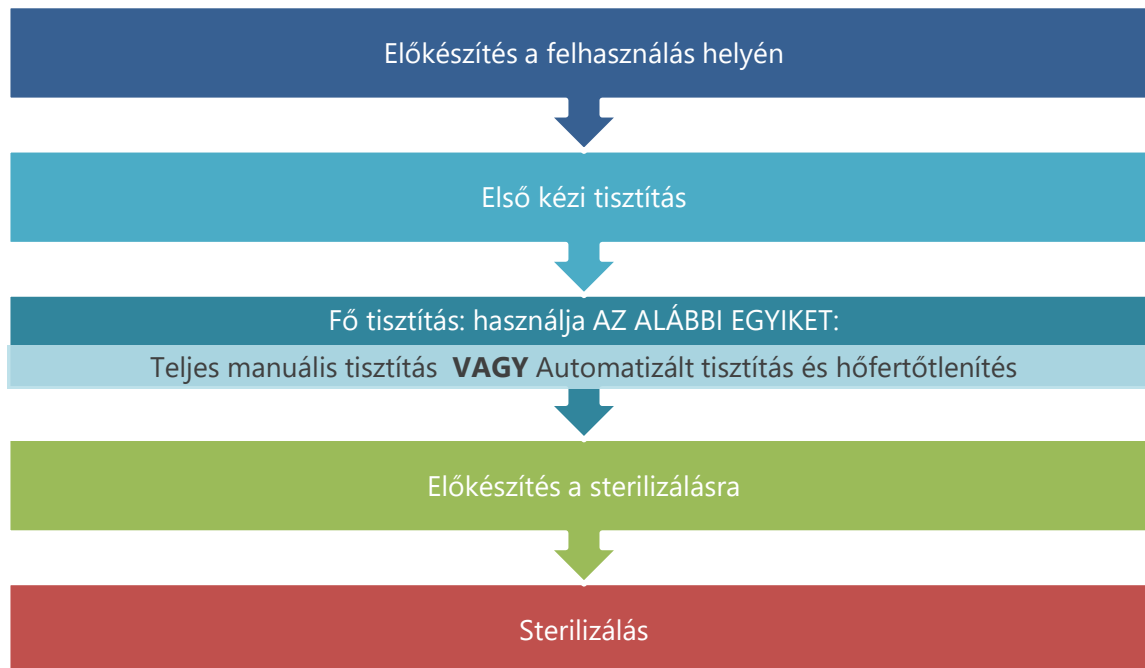 Előkészítés a felhasználás helyén
Első kézi tisztítás
Fő tisztítás: használja AZ ALÁBBI EGYIKET:
Teljes manuális tisztítás VAGY Automatizált tisztítás és hőfertőtlenítés
Előkészítés a sterilizálásra
Sterilizálás